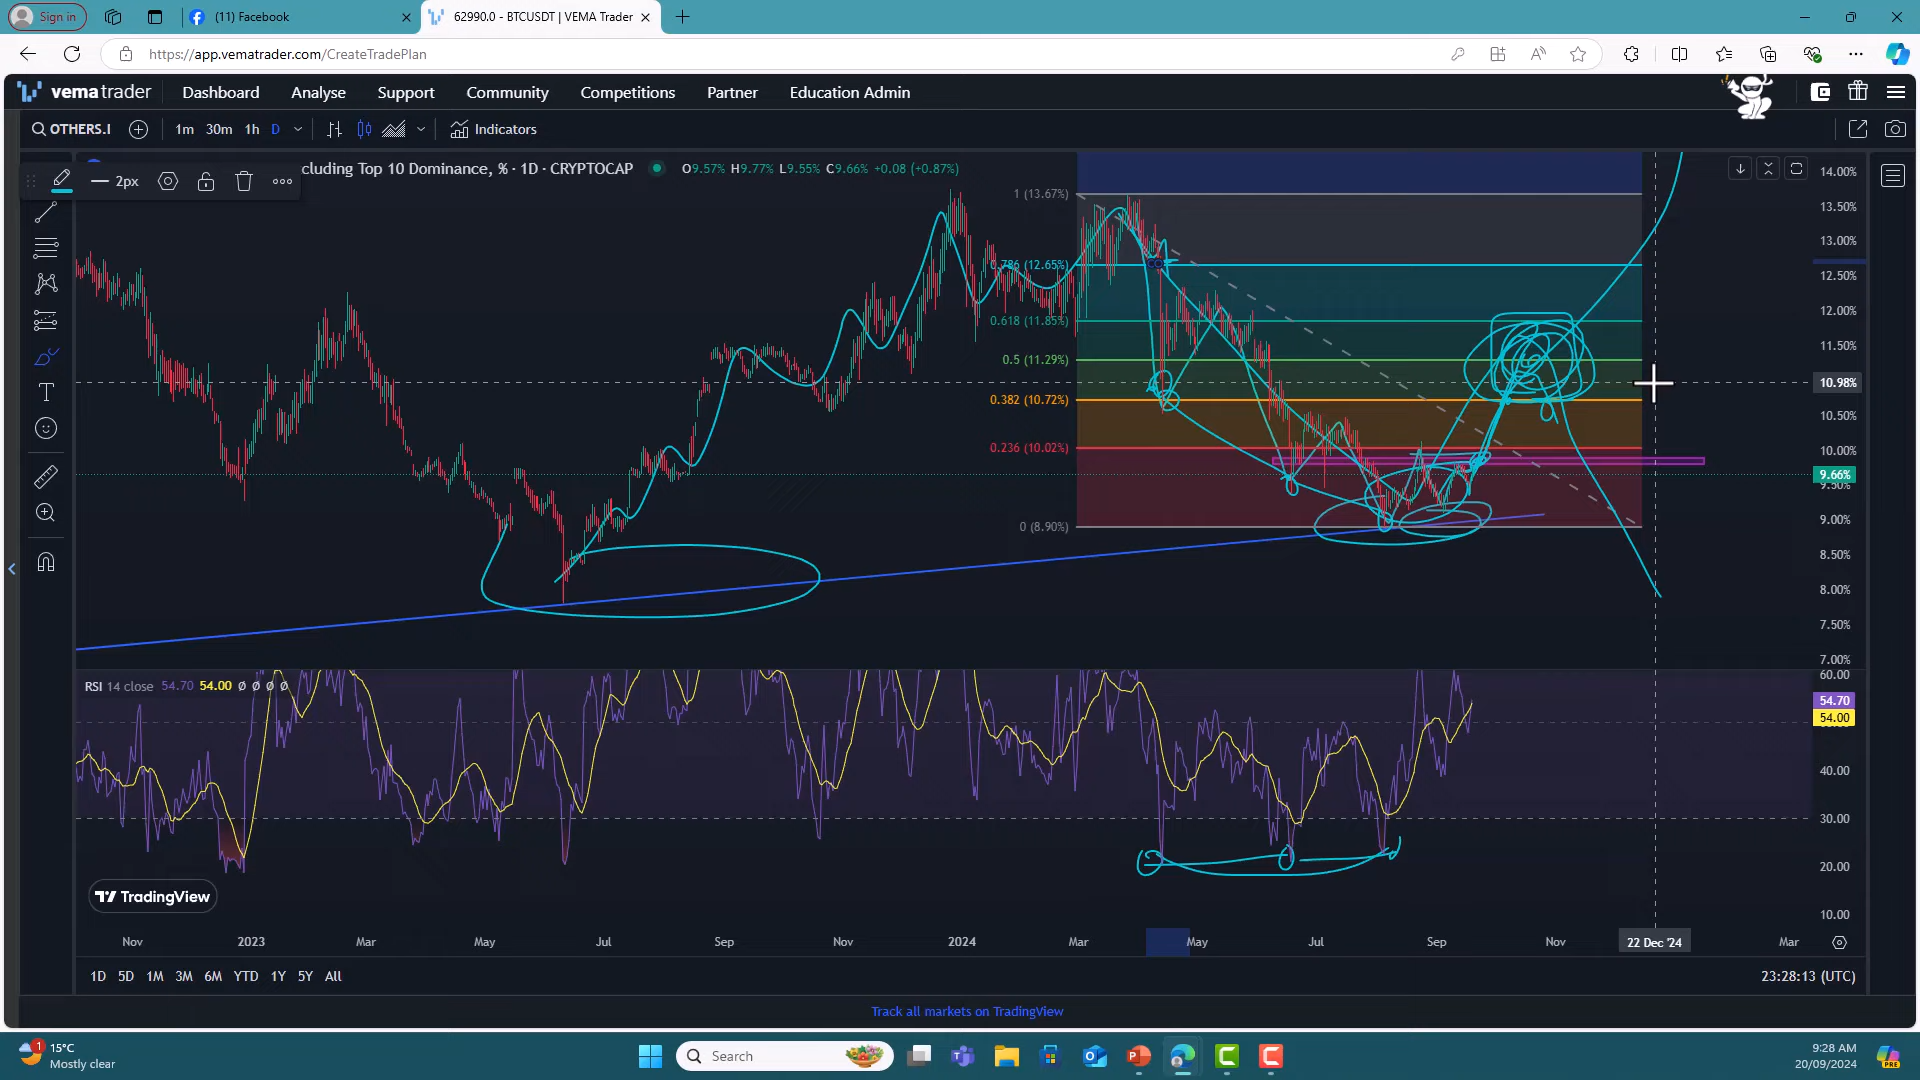 Sign in
(11) Facebook
62990.0 - BTCUSDT | VEMA Trader
https://app.vematrader.com/CreateTradePlan
vema trader Dashboard Analyse Support Community Competitions Partner Education Admin
OTHERS.I 1m 30m 1h D Indicators
2px
cluding Top 10 Dominance, % · 1D · CRYPTOCAP O9.57% H9.77% L9.55% C9.66% +0.08 (+0.87%)
1 (13.67%)
0.786 (12.65%)
0.618 (11.85%)
0.5 (11.29%)
0.382 (10.72%)
0.236 (10.02%)
0 (8.90%)
14.00%
13.50%
13.00%
12.50%
12.00%
11.50%
10.98%
10.50%
10.00%
9.66%
9.50%
9.00%
8.50%
8.00%
7.50%
7.00%
RSI 14 close 54.70 54.00 ∅ ∅ ∅ ∅
60.00
54.70
54.00
40.00
30.00
20.00
10.00
TradingView
Nov 2023 Mar May Jul Sep Nov 2024 Mar May Jul Sep Nov 22 Dec '24 Mar
1D 5D 1M 3M 6M YTD 1Y 5Y All
23:28:13 (UTC)
Track all markets on TradingView
1
15°C
Mostly clear
Search
9:28 AM
20/09/2024
PRE